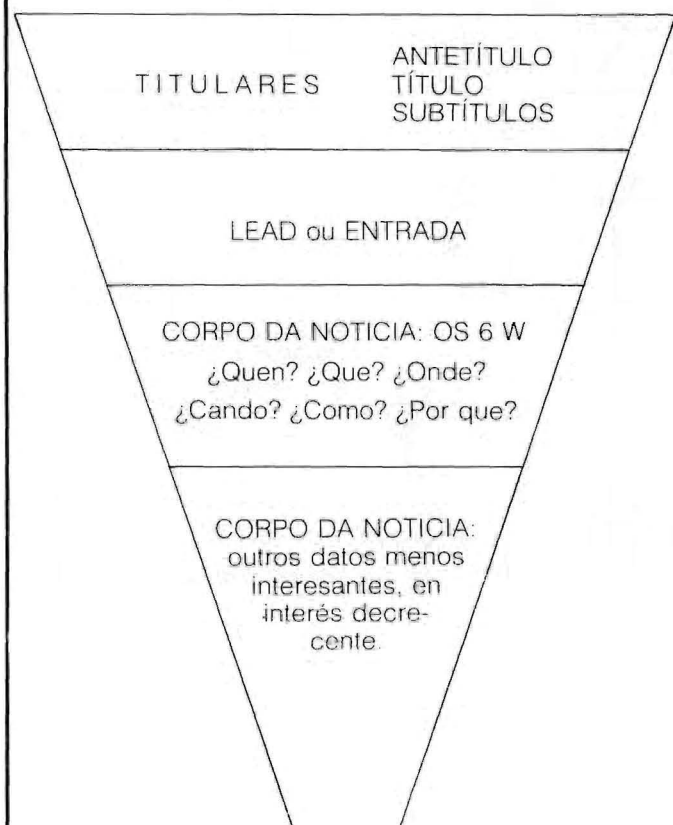 TITULARES
ANTETÍTULO
TÍTULO
SUBTÍTULOS
LEAD ou ENTRADA
CORPO DA NOTICIA: OS 6 W
¿Quen? ¿Que? ¿Onde?
¿Cando? ¿Como? ¿Por que?
CORPO DA NOTICIA:
outros datos menos
interesantes, en
interés decre-
cente.